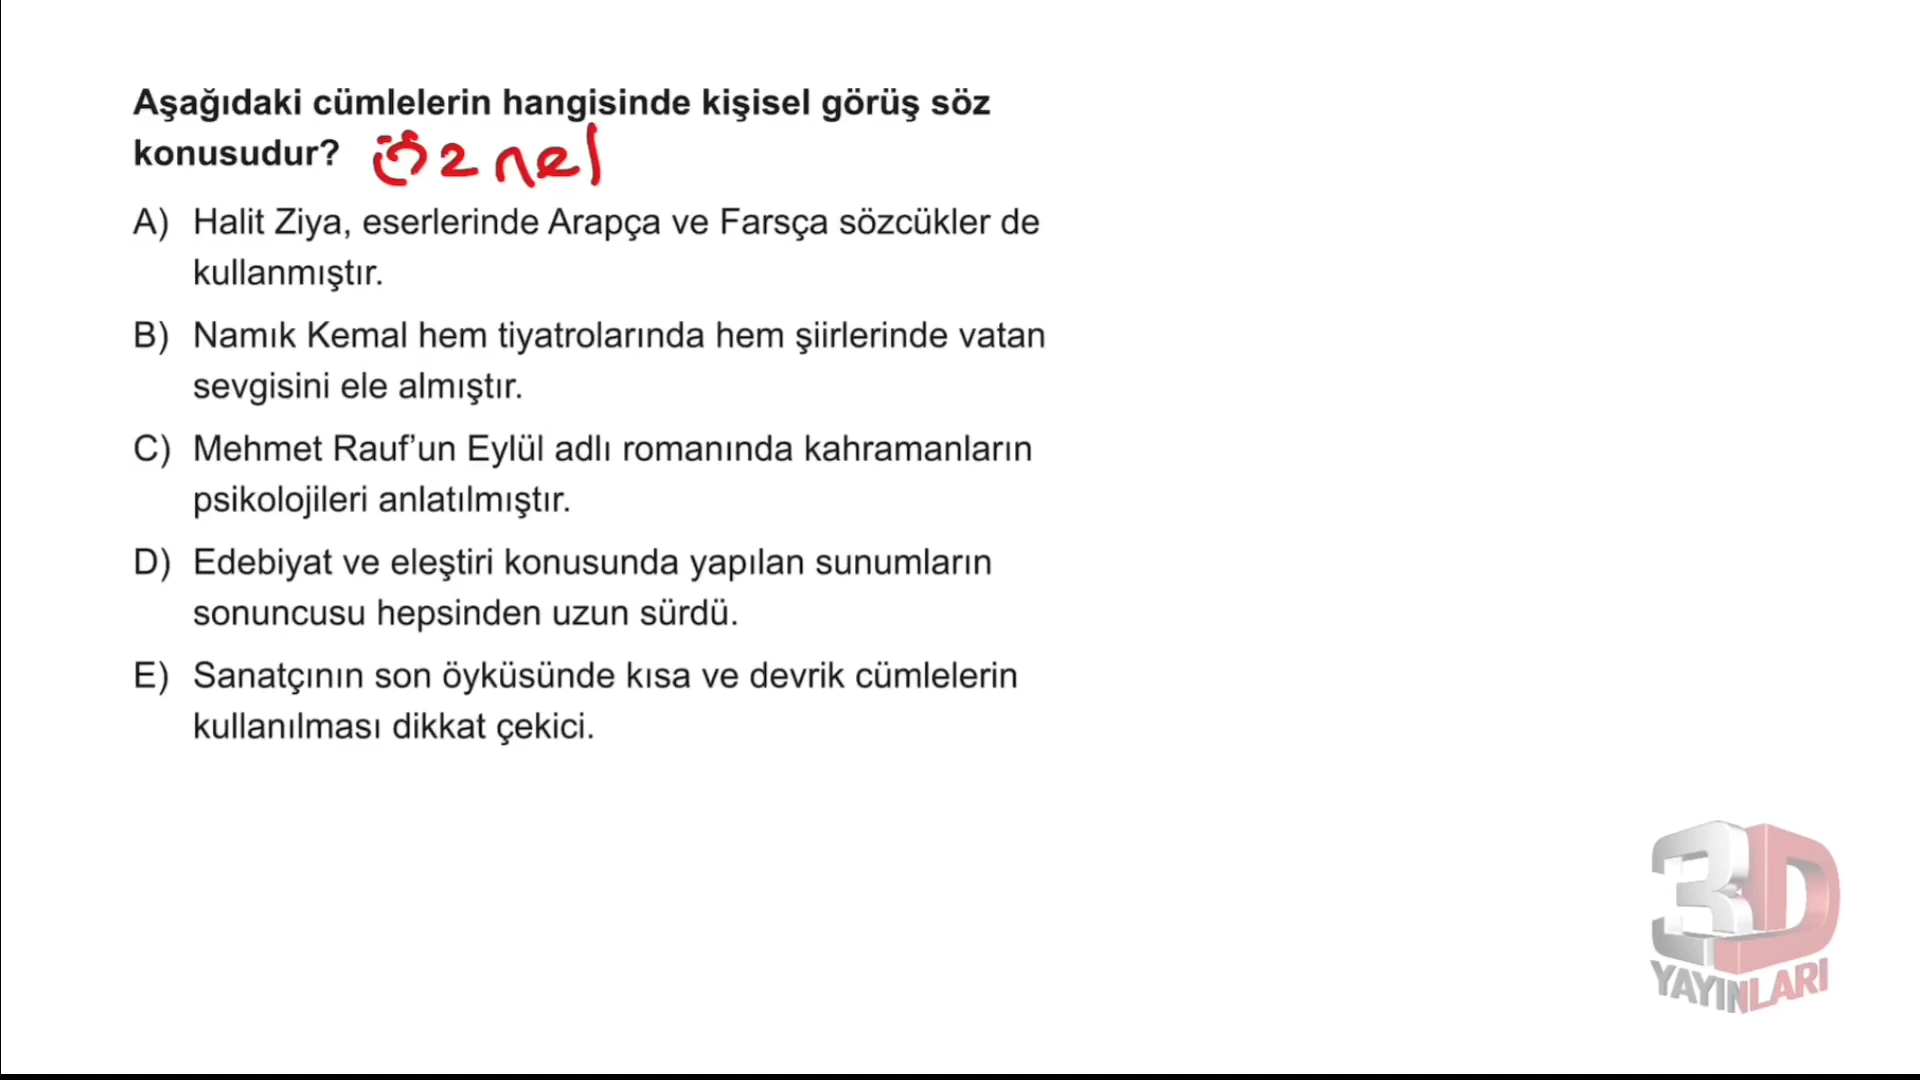 Aşağıdaki cümlelerin hangisinde kişisel görüş söz
konusudur? öznel
A) Halit Ziya, eserlerinde Arapça ve Farsça sözcükler de
kullanmıştır.
B) Namık Kemal hem tiyatrolarında hem şiirlerinde vatan
sevgisini ele almıştır.
C) Mehmet Rauf’un Eylül adlı romanında kahramanların
psikolojileri anlatılmıştır.
D) Edebiyat ve eleştiri konusunda yapılan sunumların
sonuncusu hepsinden uzun sürdü.
E) Sanatçının son öyküsünde kısa ve devrik cümlelerin
kullanılması dikkat çekici.
3D
YAYINLARI